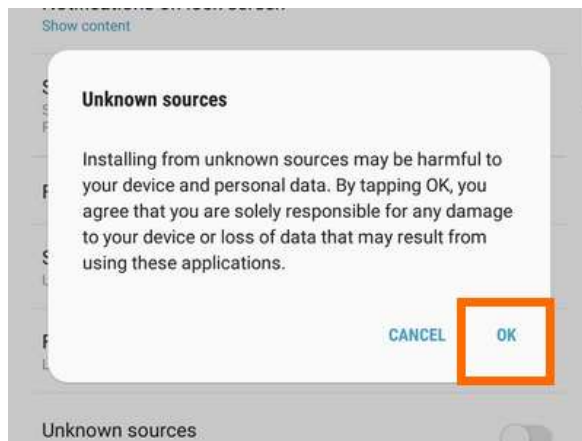 Show content
Unknown sources
Installing from unknown sources may be harmful to
your device and personal data. By tapping OK, you
agree that you are solely responsible for any damage
to your device or loss of data that may result from
using these applications.
CANCEL OK
Unknown sources